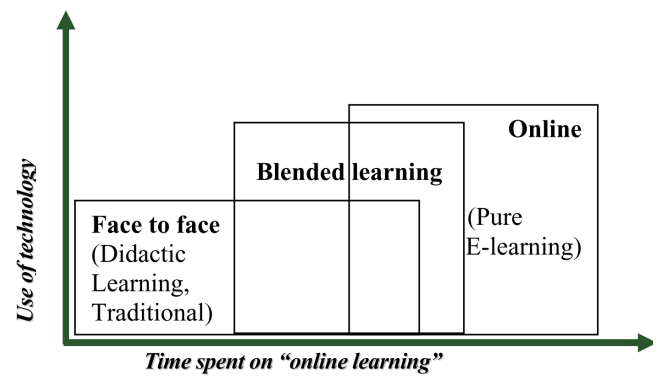 Use of technology
Online
Blended learning
Face to face
(Didactic
Learning,
Traditional)
(Pure
E-learning)
Time spent on “online learning”